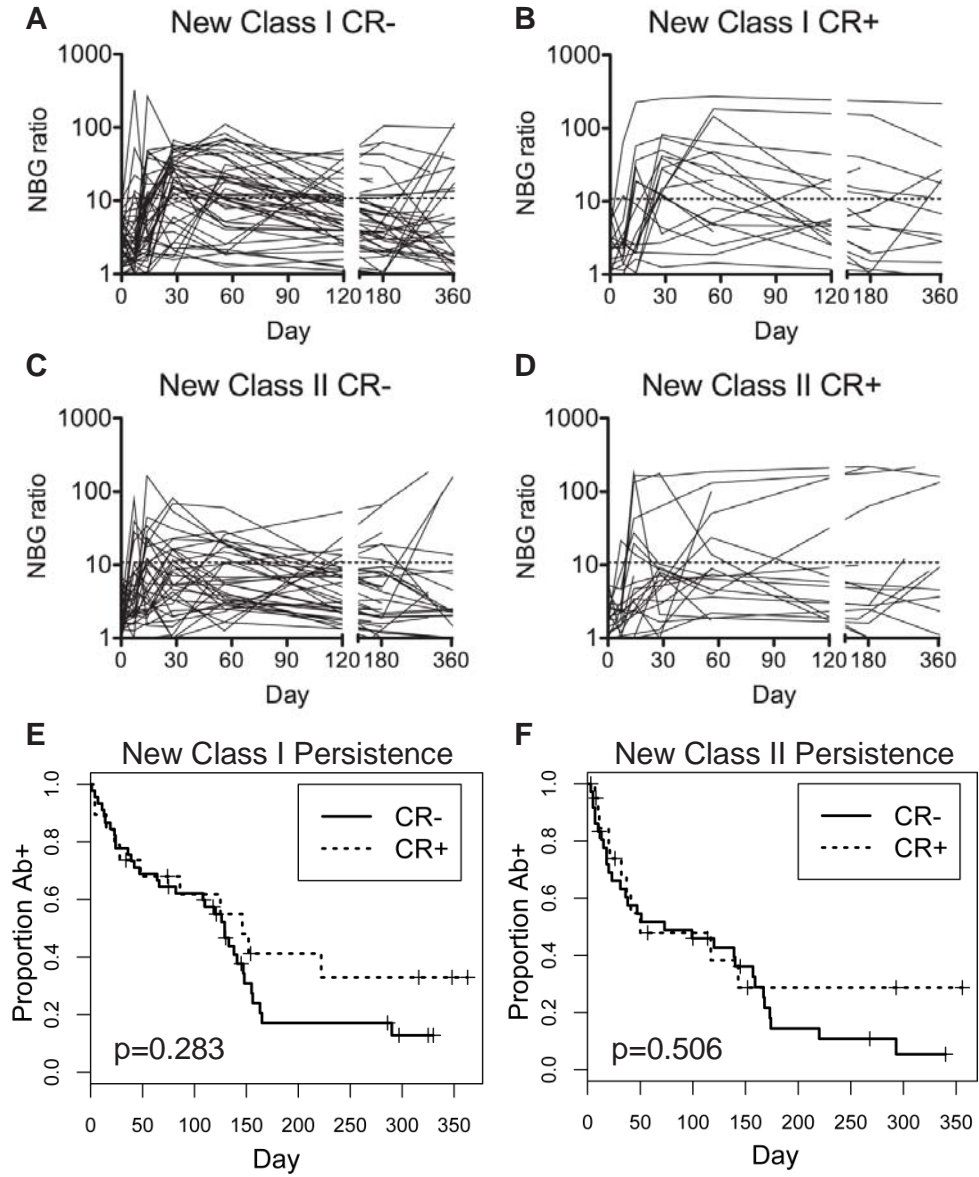 A New Class I CR-
1000
100
10
1
NBG ratio
0 30 60 90 120 180 360
Day
B New Class I CR+
1000
100
10
1
NBG ratio
0 30 60 90 120 180 360
Day
C New Class II CR-
1000
100
10
1
NBG ratio
0 30 60 90 120 180 360
Day
D New Class II CR+
1000
100
10
1
NBG ratio
0 30 60 90 120 180 360
Day
E New Class I Persistence
1.0
0.8
0.6
0.4
0.2
0.0
Proportion Ab+
CR-
CR+
p=0.283
0 50 100 150 200 250 300 350
Day
F New Class II Persistence
1.0
0.8
0.6
0.4
0.2
0.0
Proportion Ab+
CR-
CR+
p=0.506
0 50 100 150 200 250 300 350
Day